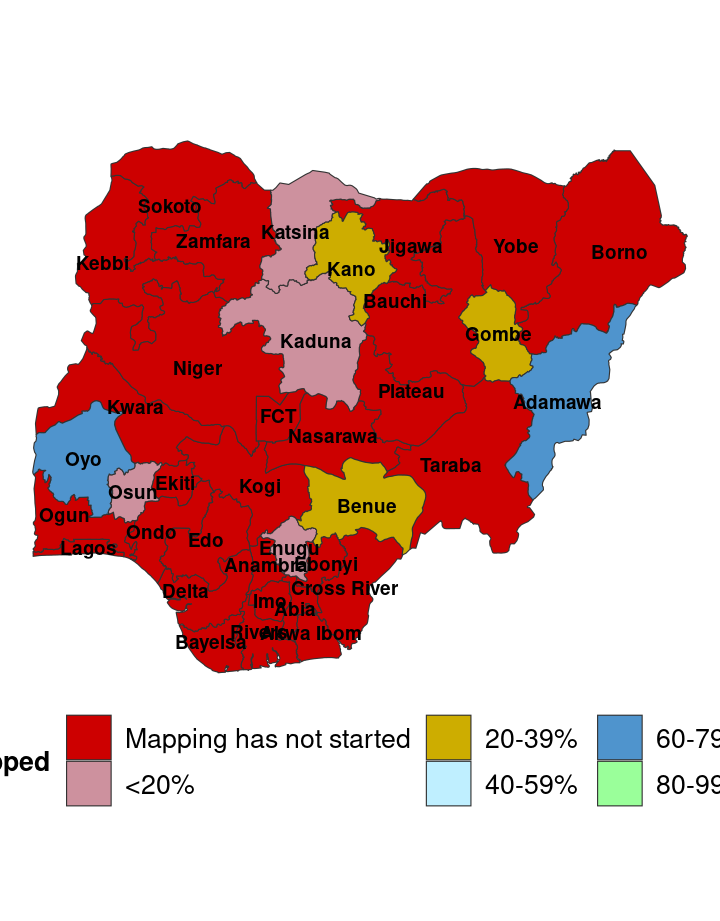 Sokoto
Katsina
Zamfara
Jigawa
Yobe
Borno
Kebbi
Kano
Bauchi
Gombe
Kaduna
Niger
Plateau
Adamawa
Kwara
FCT
Nasarawa
Oyo
Taraba
Ekiti
Kogi
Osun
Benue
Ogun
Ondo
Edo
Lagos
Enugu
Anambra
Ebonyi
Delta
Cross River
Imo
Abia
Rivers
Akwa Ibom
Bayelsa
Mapping has not started
20-39%
60-79
pped
<20%
40-59%
80-99